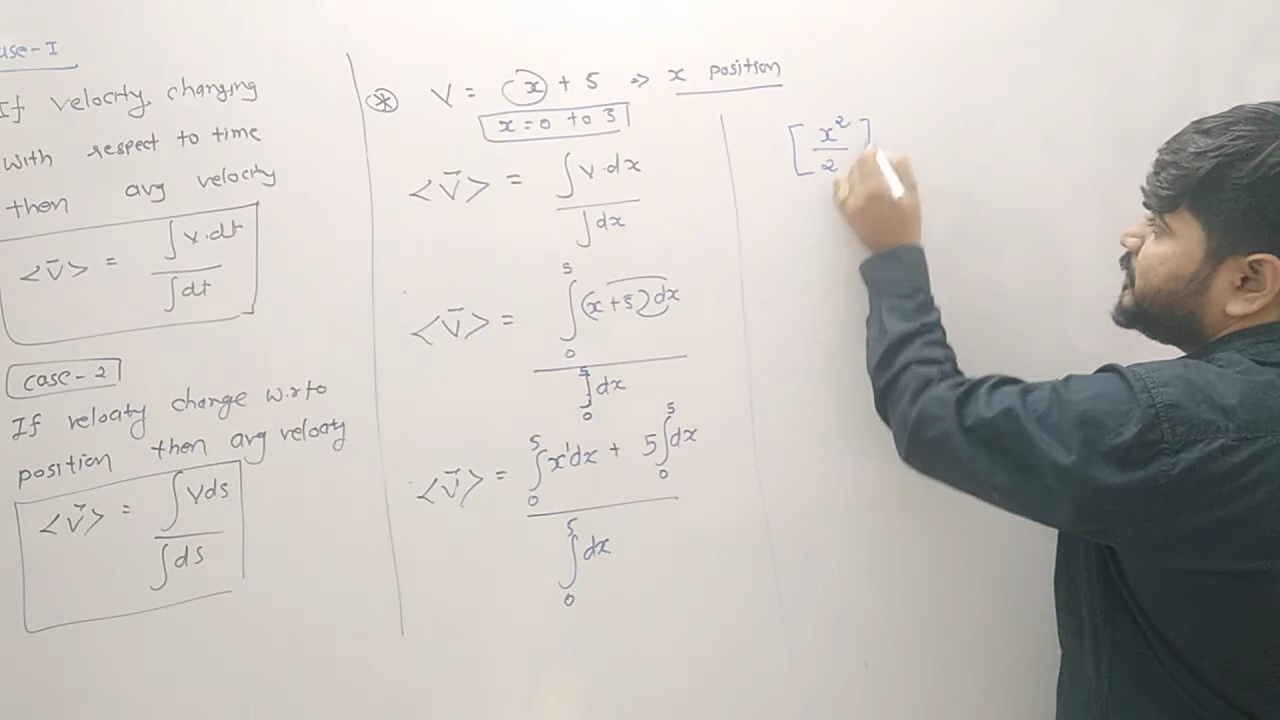 ase-I
If velocity changing
with respect to time
then avg velocity
<v̄> = ∫v.dt / ∫dt
case-2
If velocity change w.r to
position then avg velocity
<v̄> = ∫vds / ∫ds
* V = x + 5 ⇒ x position
x = 0 to 5
<v̄> = ∫v.dx / ∫dx
<v̄> = ∫₀⁵ (x+5)dx / ∫₀⁵ dx
<v̄> = ∫₀⁵ x¹dx + 5∫₀⁵ dx / ∫₀⁵ dx
[x²/2]